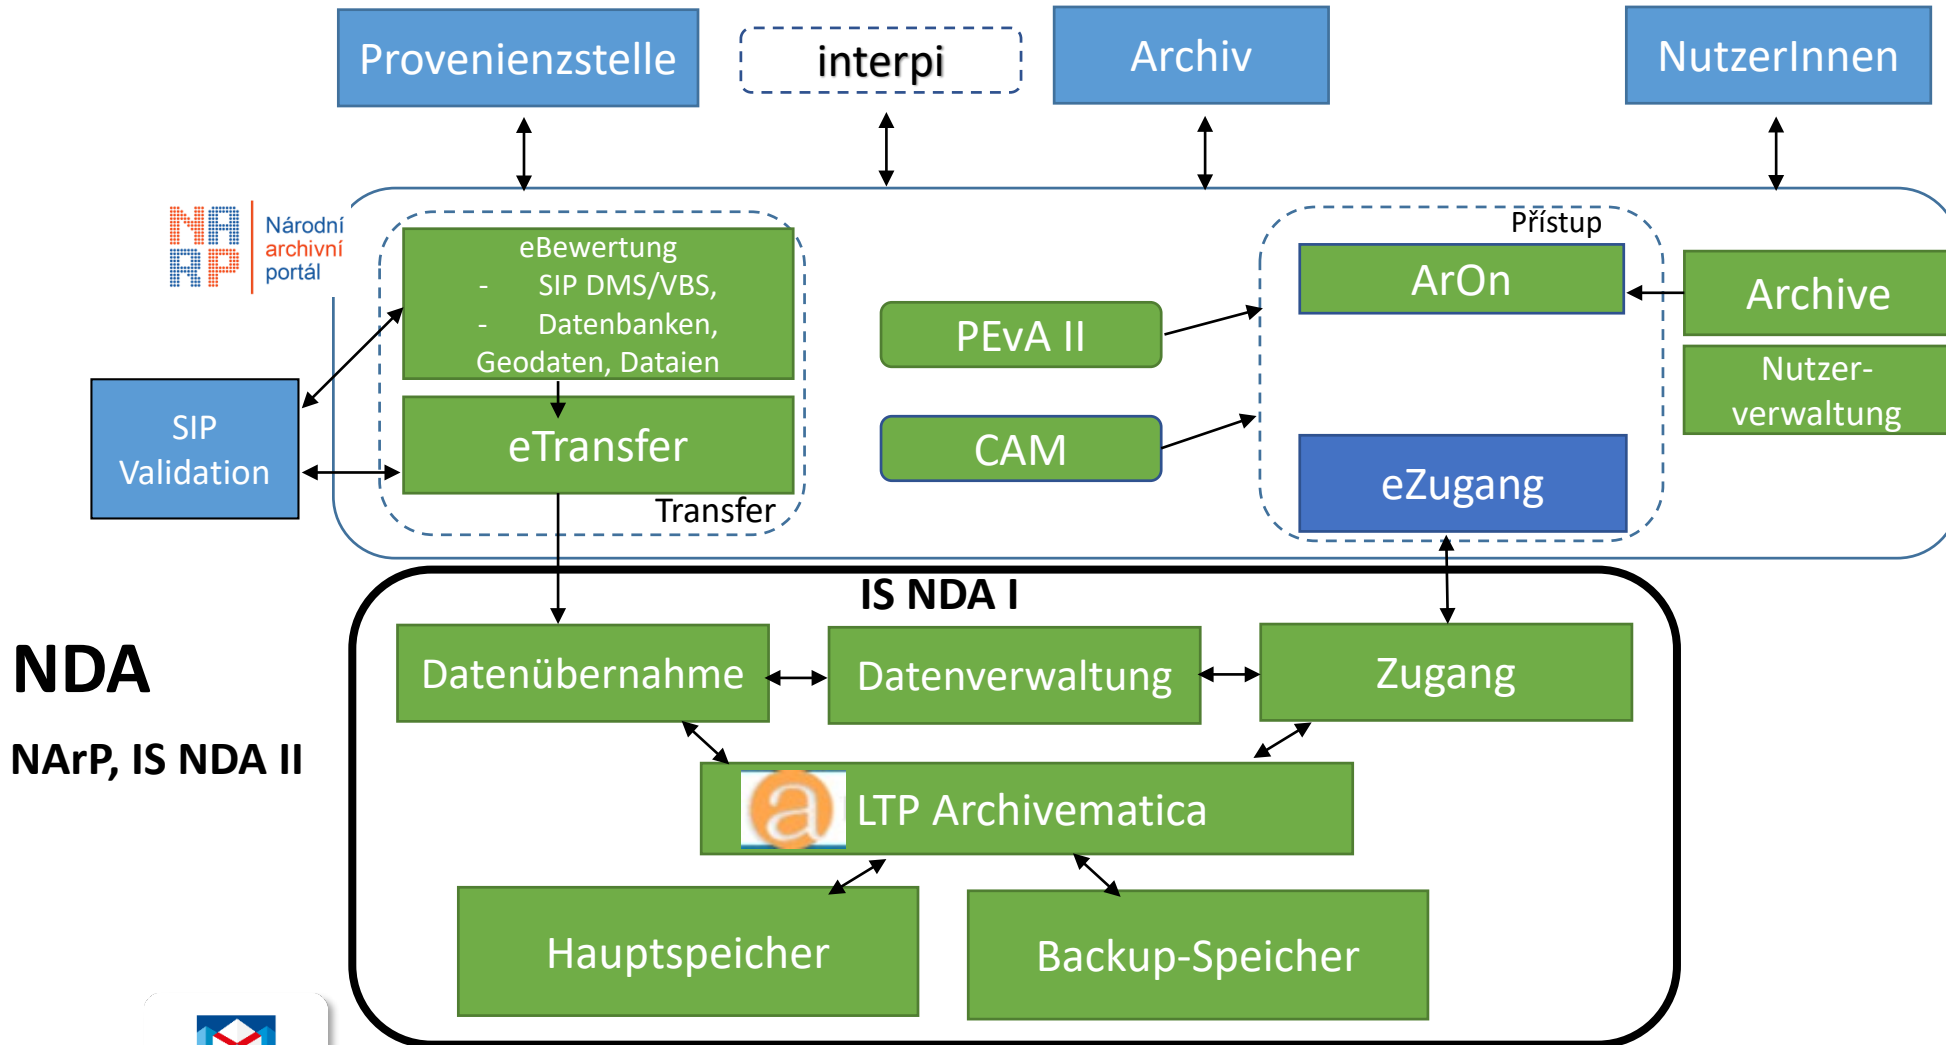 Provenienzstelle
interpi
Archiv
NutzerInnen
NA
RP
Národní
archivní
portál
eBewertung
- SIP DMS/VBS,
- Datenbanken,
Geodaten, Dataien
eTransfer
Transfer
SIP
Validation
PEvA II
CAM
Přístup
ArOn
eZugang
Archive
Nutzer-
verwaltung
IS NDA I
NDA
NArP, IS NDA II
Datenübernahme
Datenverwaltung
Zugang
a LTP Archivematica
Hauptspeicher
Backup-Speicher